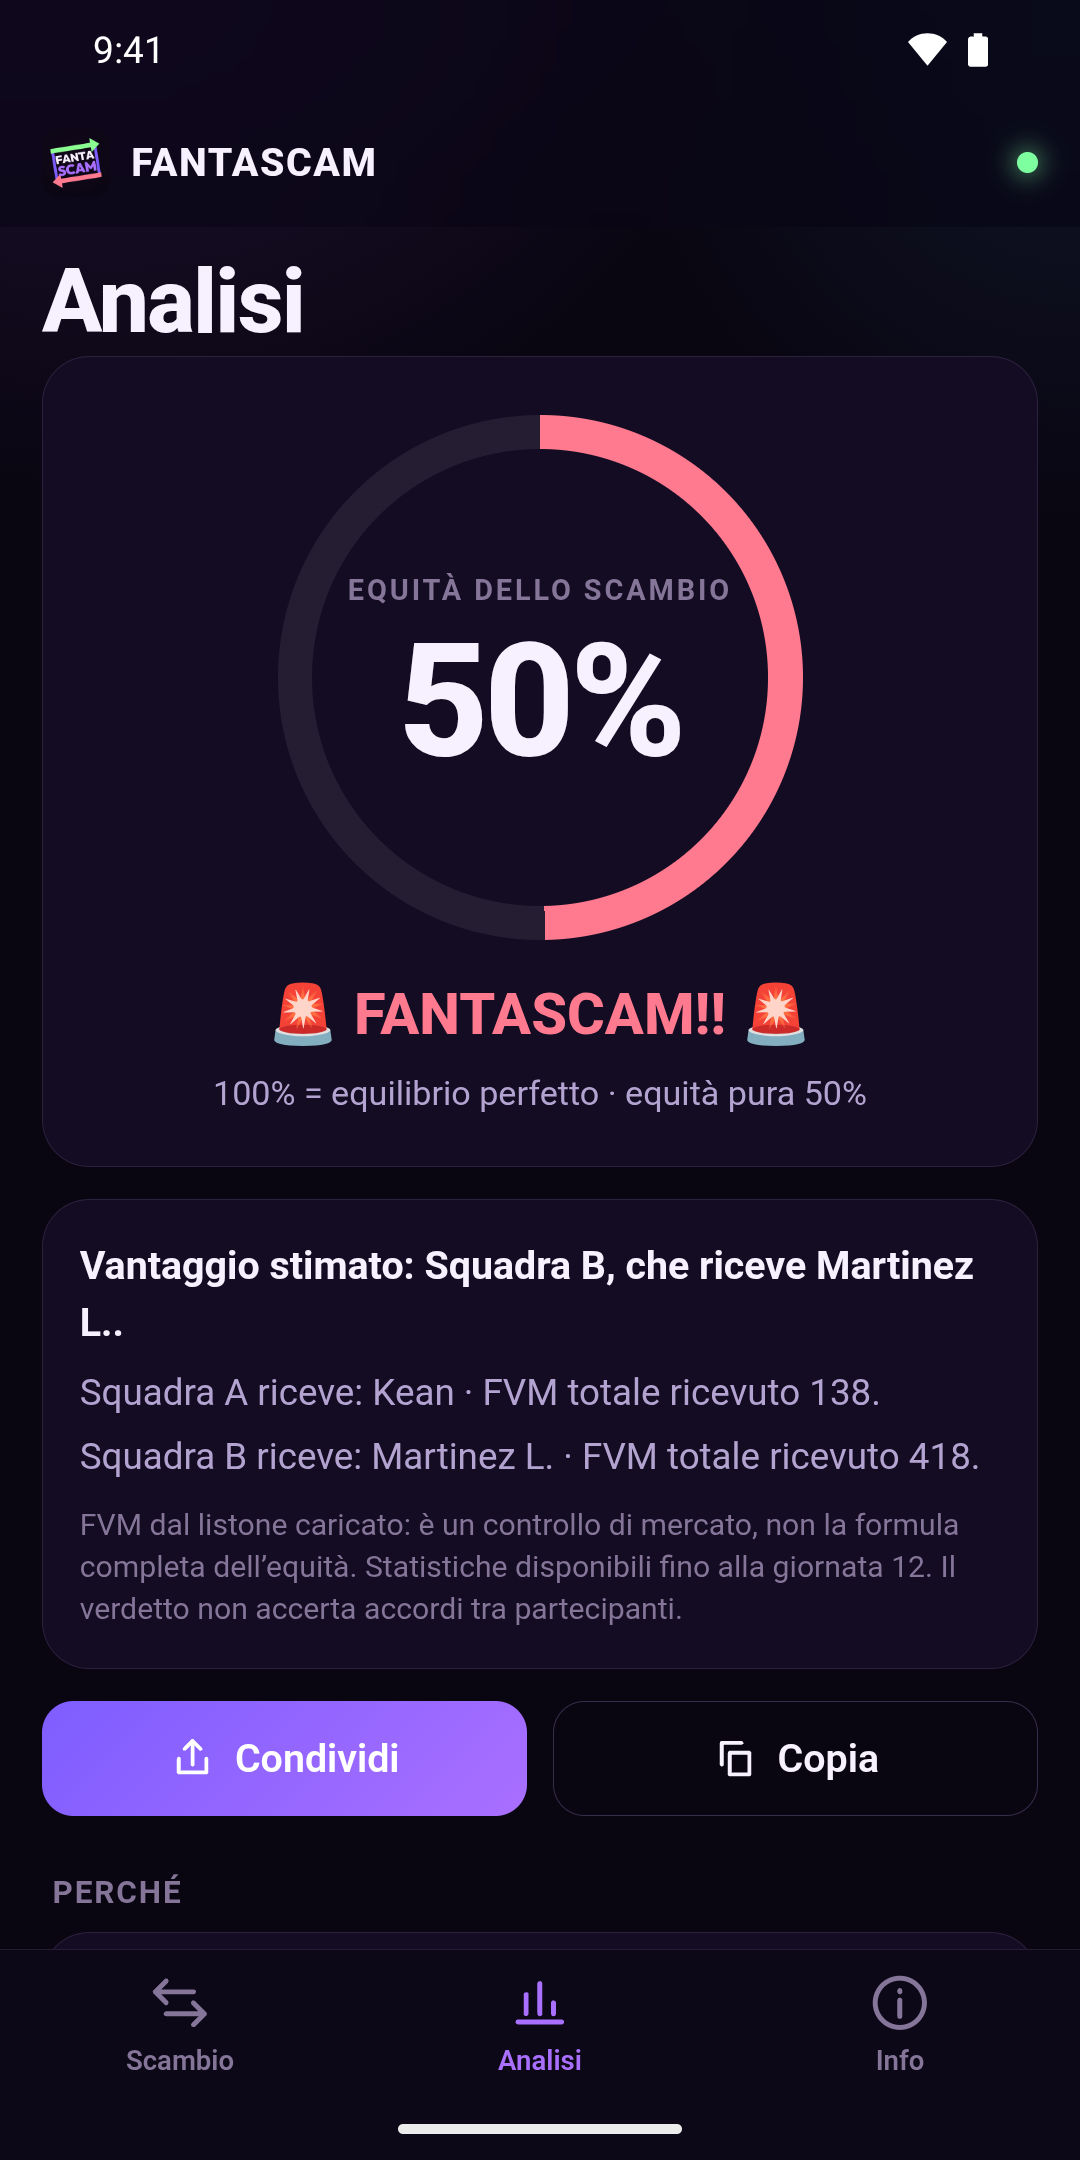 9:41
FANTA
SCAM
FANTASCAM
Analisi
EQUITÀ DELLO SCAMBIO
50%
🚨 FANTASCAM!! 🚨
100% = equilibrio perfetto · equità pura 50%
Vantaggio stimato: Squadra B, che riceve Martinez
L..
Squadra A riceve: Kean · FVM totale ricevuto 138.
Squadra B riceve: Martinez L. · FVM totale ricevuto 418.
FVM dal listone caricato: è un controllo di mercato, non la formula
completa dell’equità. Statistiche disponibili fino alla giornata 12. Il
verdetto non accerta accordi tra partecipanti.
Condividi
Copia
PERCHÉ
Scambio
Analisi
Info